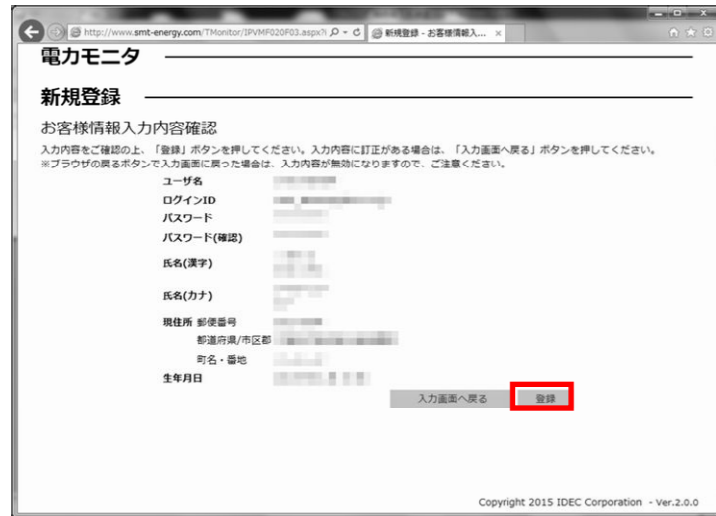 http://www.smt-energy.com/TMonitor/IPVMF020F03.aspx?i
新規登録 - お客様情報入...
電力モニタ
新規登録
お客様情報入力内容確認
入力内容をご確認の上、「登録」ボタンを押してください。入力内容に訂正がある場合は、「入力画面へ戻る」ボタンを押してください。
※ブラウザの戻るボタンで入力画面に戻った場合は、入力内容が無効になりますので、ご注意ください。
ユーザ名
ログインID
パスワード
パスワード(確認)
氏名(漢字)
氏名(カナ)
現住所 郵便番号
都道府県/市区郡
町名・番地
生年月日
入力画面へ戻る 登録
Copyright 2015 IDEC Corporation - Ver.2.0.0